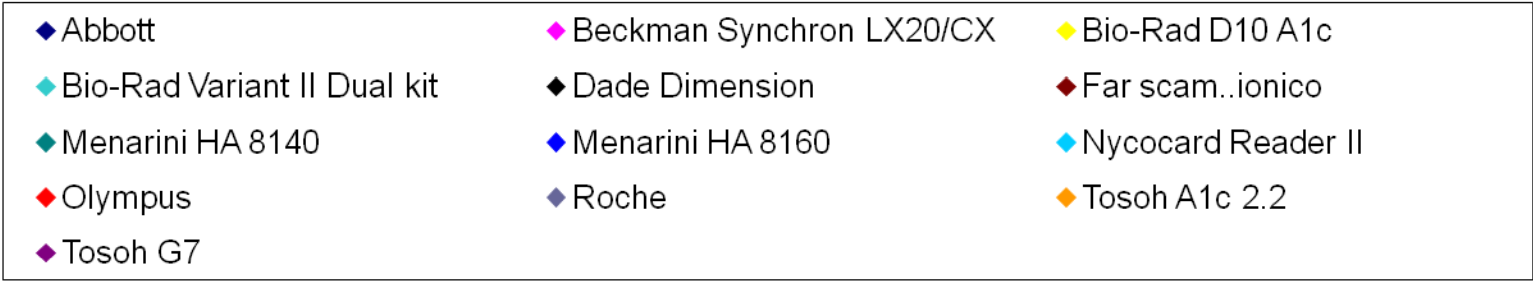 Abbott Beckman Synchron LX20/CX Bio-Rad D10 A1c
Bio-Rad Variant II Dual kit Dade Dimension Far scam..ionico
Menarini HA 8140 Menarini HA 8160 Nycocard Reader II
Olympus Roche Tosoh A1c 2.2
Tosoh G7